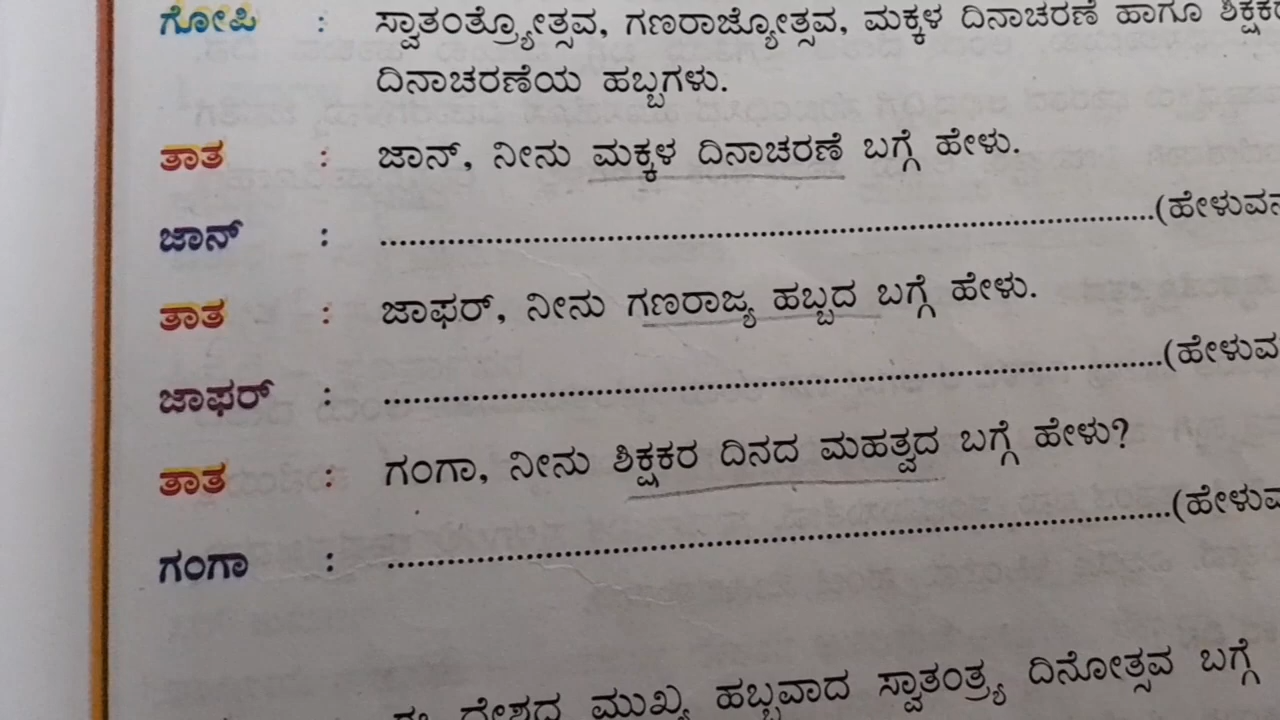 ಗೋಪಿ : ಸ್ವಾತಂತ್ರ್ಯೋತ್ಸವ, ಗಣರಾಜ್ಯೋತ್ಸವ, ಮಕ್ಕಳ ದಿನಾಚರಣೆ ಹಾಗೂ
ದಿನಾಚರಣೆಯ ಹಬ್ಬಗಳು.
ತಾತ : ಜಾನ್, ನೀನು ಮಕ್ಕಳ ದಿನಾಚರಣೆ ಬಗ್ಗೆ ಹೇಳು.
ಜಾನ್ : ..........................................................................(
ತಾತ : ಜಾಫರ್, ನೀನು ಗಣರಾಜ್ಯ ಹಬ್ಬದ ಬಗ್ಗೆ ಹೇಳು.
ಜಾಫರ್ : ..........................................................................(
ತಾತ : ಗಂಗಾ, ನೀನು ಶಿಕ್ಷಕರ ದಿನದ ಮಹತ್ವದ ಬಗ್ಗೆ ಹೇಳು?
ಗಂಗಾ : ..........................................................................(
ದೇಶದ ಮುಖ್ಯ ಹಬ್ಬವಾದ ಸ್ವಾತಂತ್ರ್ಯ ದಿನೋತ್ಸವ ಬಗ್ಗೆ